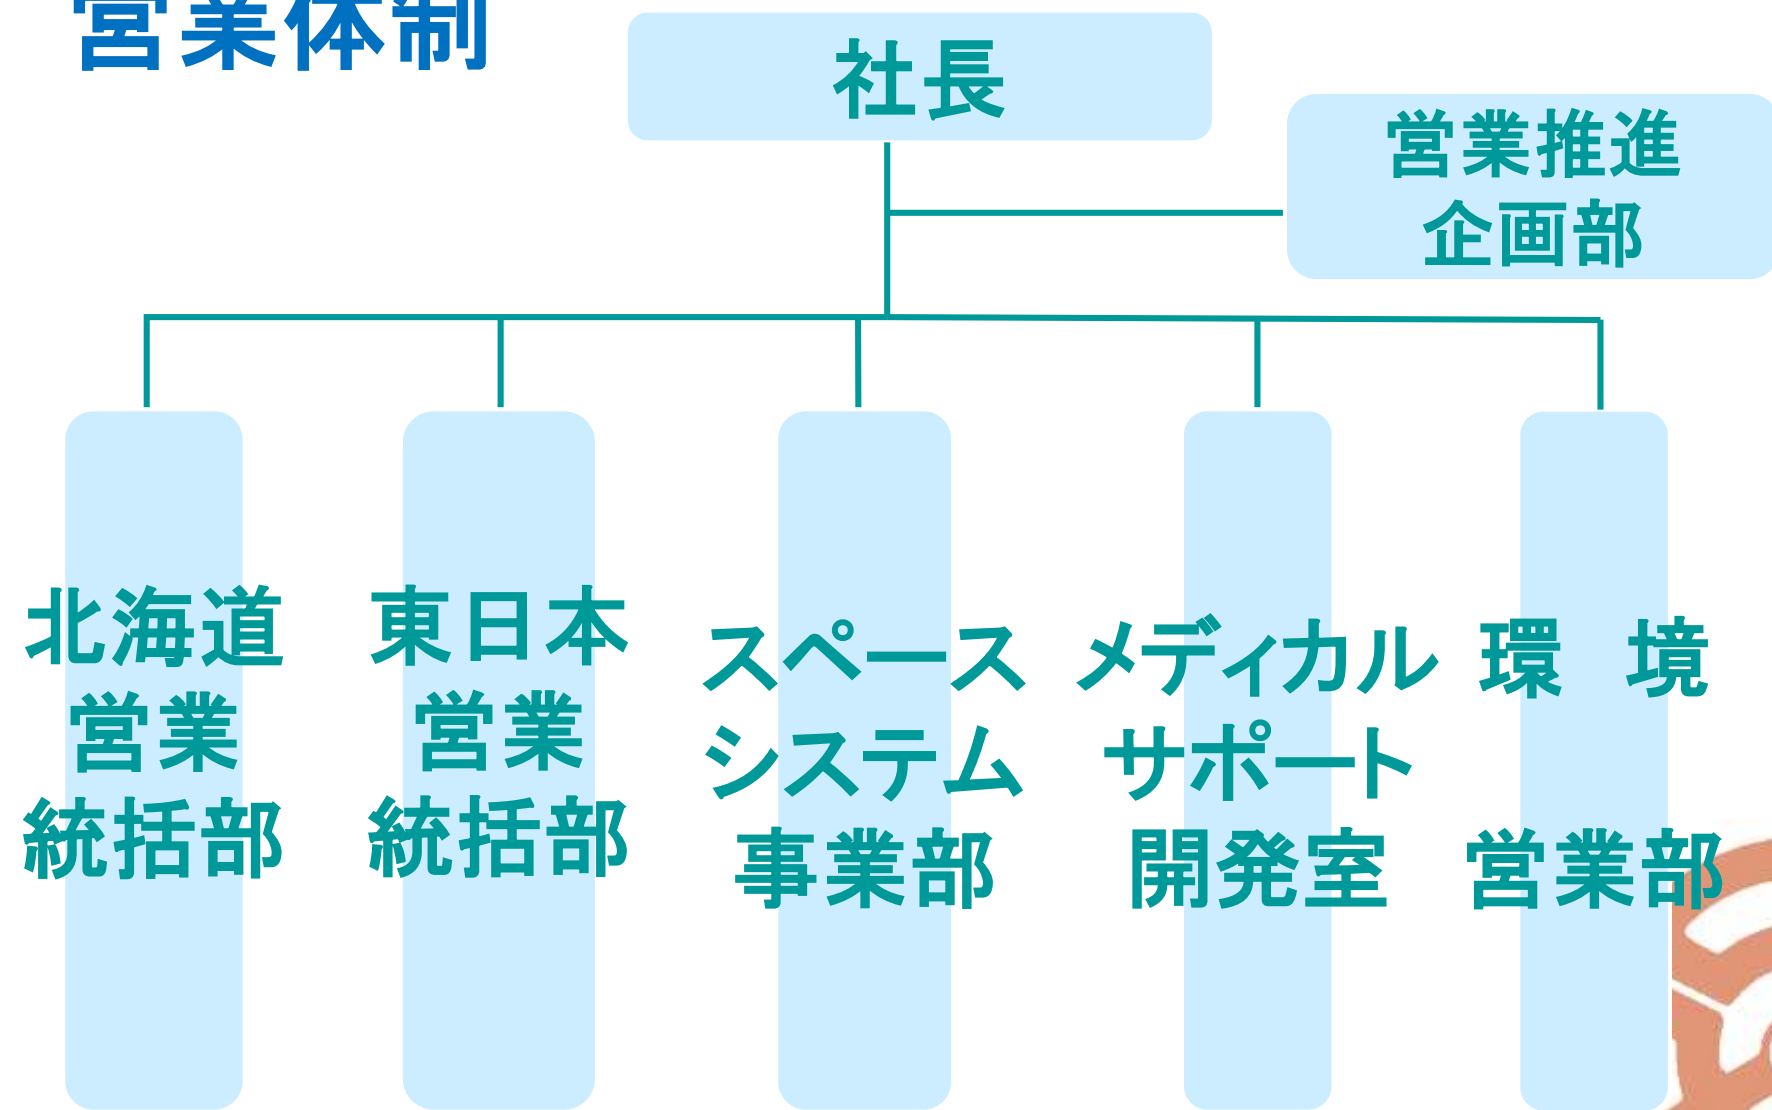 営業体制
社長
営業推進
企画部
北海道
営業
統括部
東日本
営業
統括部
スペース
システム
事業部
メディカル
サポート
開発室
環　境
営業部